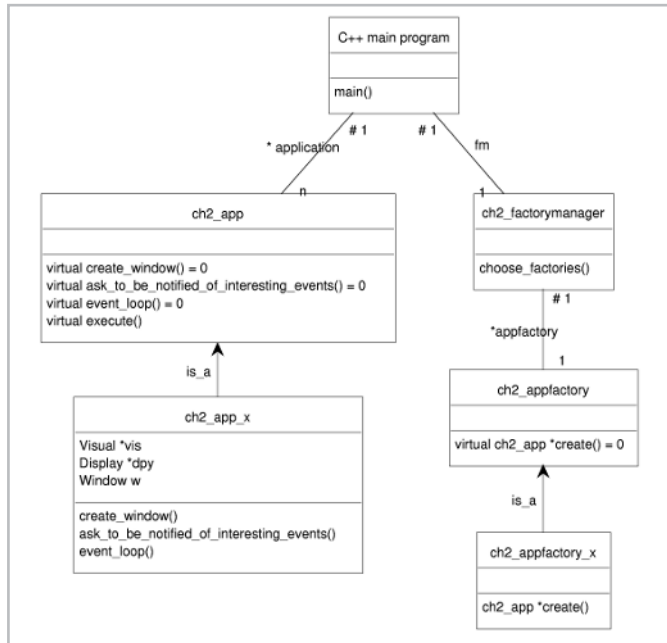 C++ main program
main()
# 1
# 1
* application
fm
n
1
ch2_app
virtual create_window() = 0
virtual ask_to_be_notified_of_interesting_events() = 0
virtual event_loop() = 0
virtual execute()
ch2_factorymanager
choose_factories()
# 1
*appfactory
1
is_a
ch2_app_x
Visual *vis
Display *dpy
Window w
create_window()
ask_to_be_notified_of_interesting_events()
event_loop()
ch2_appfactory
virtual ch2_app *create() = 0
is_a
ch2_appfactory_x
ch2_app *create()